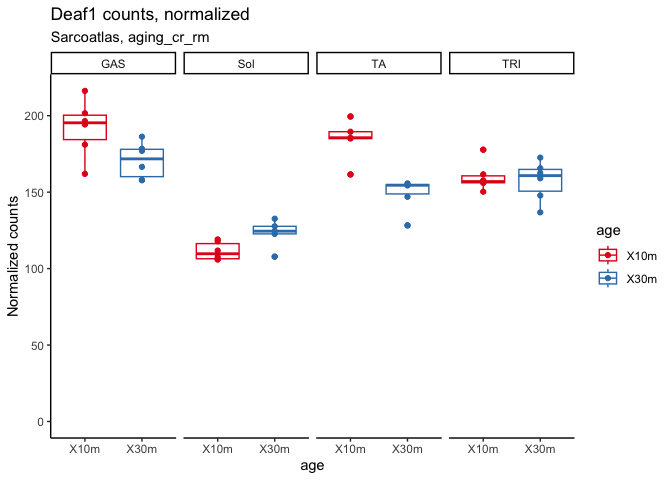 Deaf1 counts, normalized
Sarcoatlas, aging_cr_rm
GAS Sol TA TRI
200
150
100
50
0
Normalized counts
X10m X30m X10m X30m X10m X30m X10m X30m
age
age
X10m
X30m